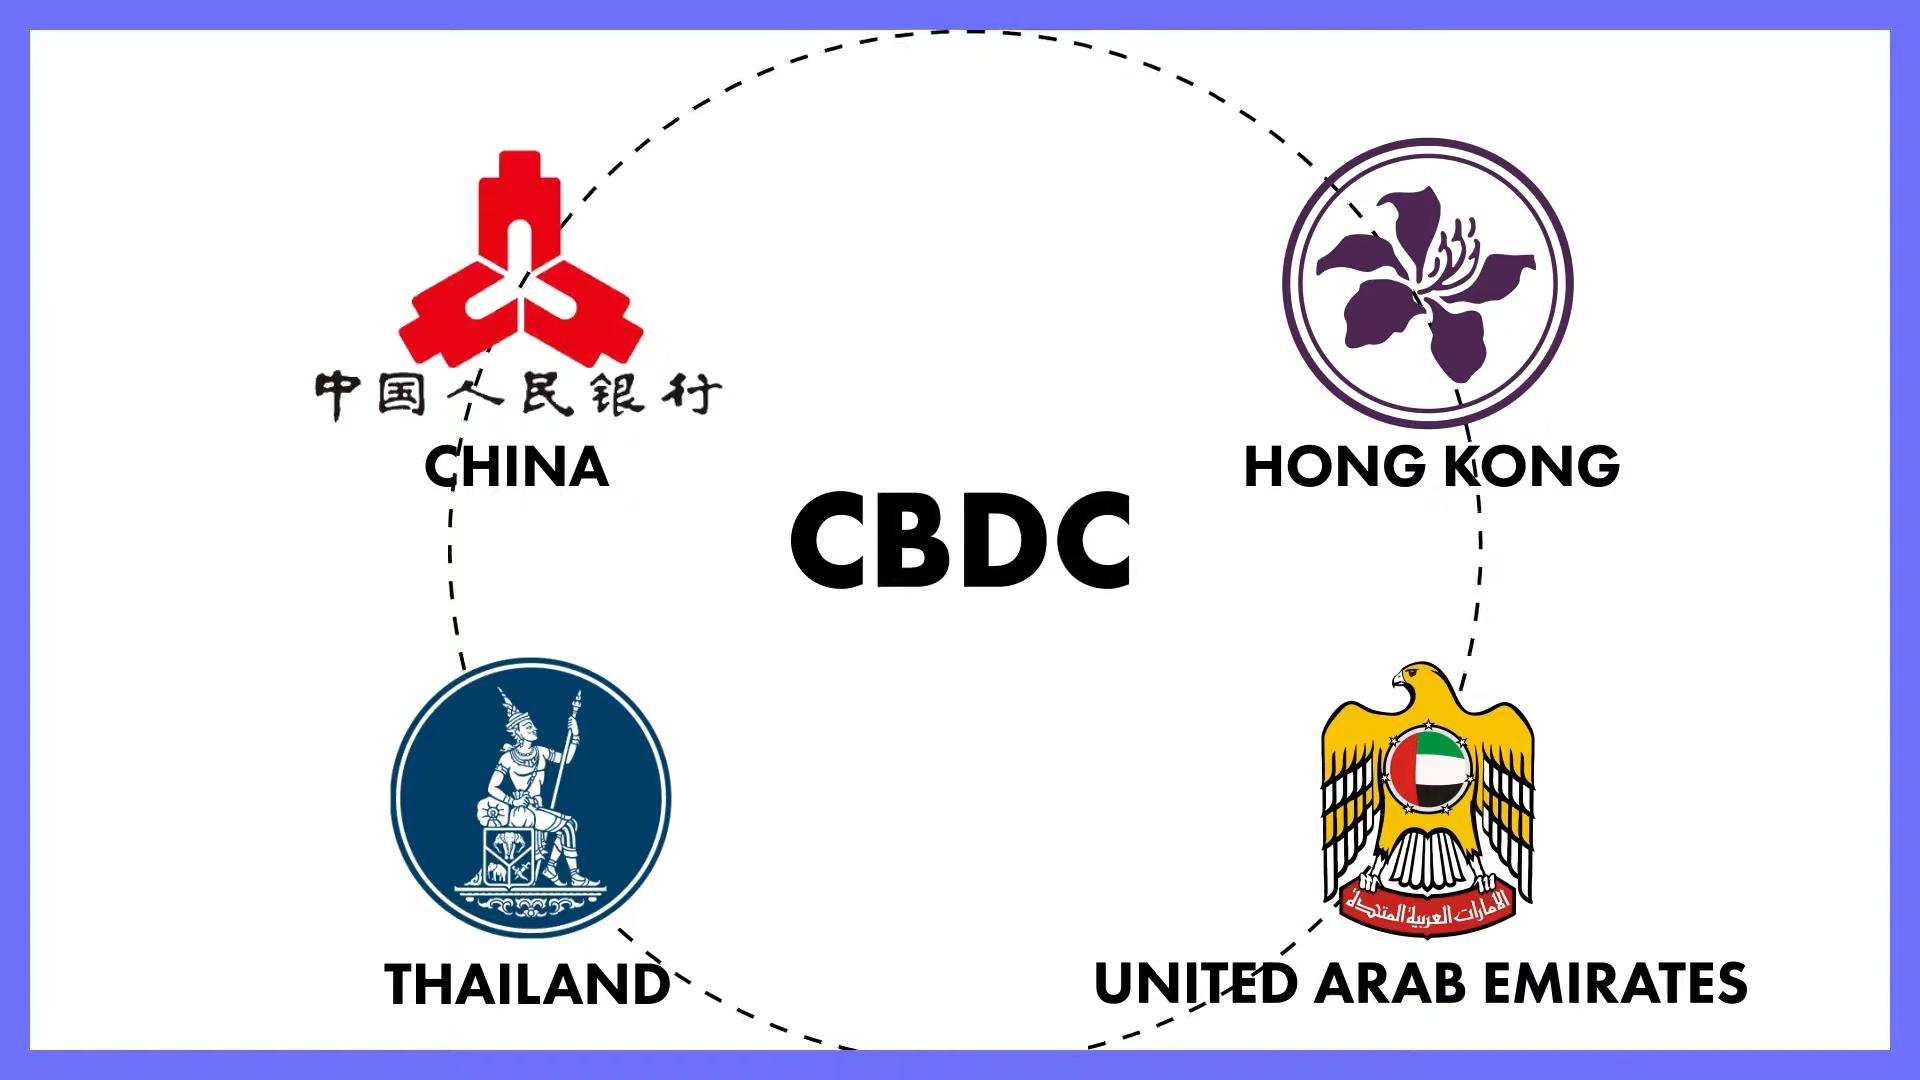 中国人民银行
CHINA
HONG KONG
CBDC
THAILAND
الإمارات العربية المتحدة
UNITED ARAB EMIRATES